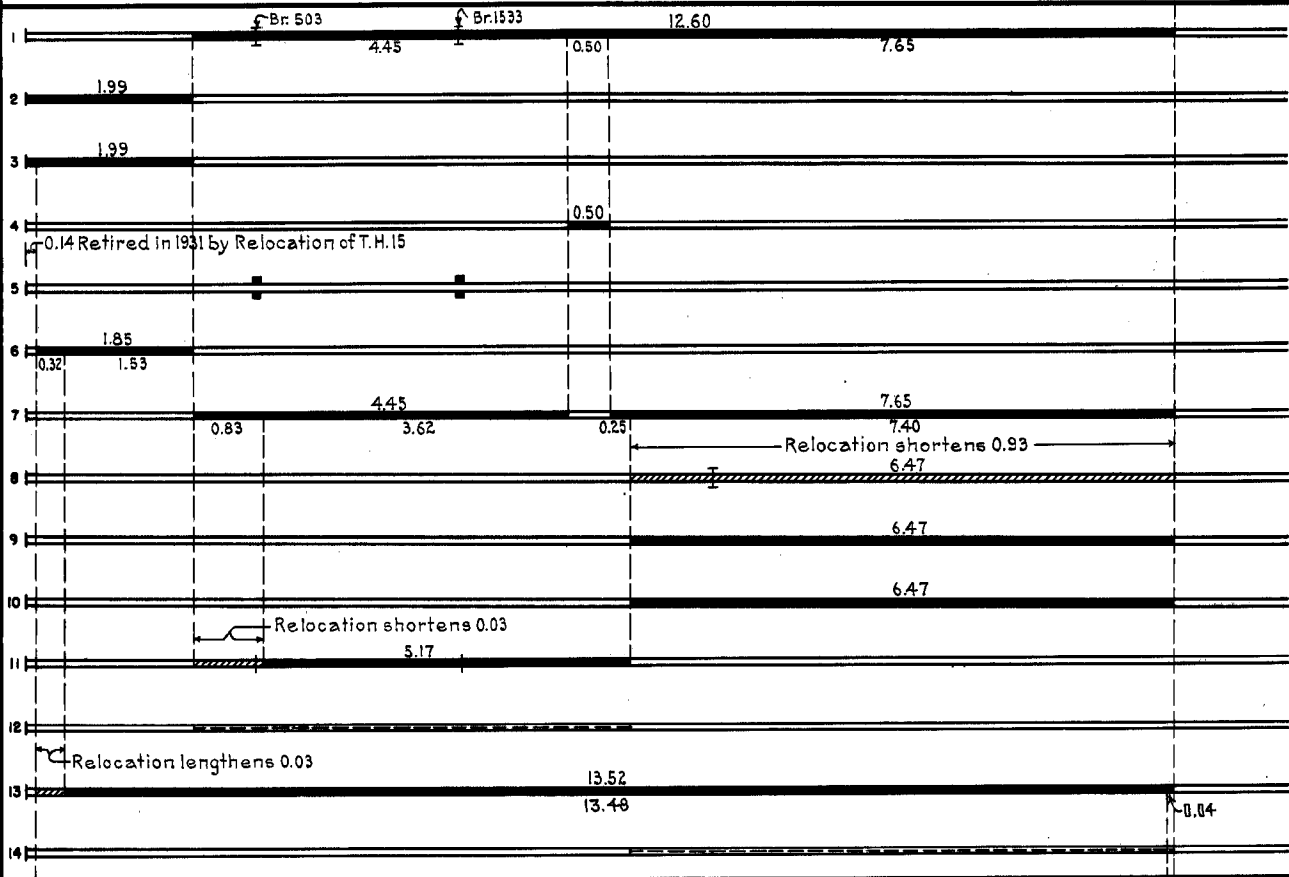 Br. 503 Br. 1533 12.60
1 4.45 0.50 7.65
1.99
2
1.99
3
0.50
4
0.14 Retired in 1931 by Relocation of T.H. 15
5
1.85
6 0.32 1.53
4.45 7.65
7 0.83 3.62 0.25 7.40
Relocation shortens 0.93
6.47
8
6.47
9
6.47
10
Relocation shortens 0.03
5.17
11
12
Relocation lengthens 0.03
13.52
13
13.48 0.04
14